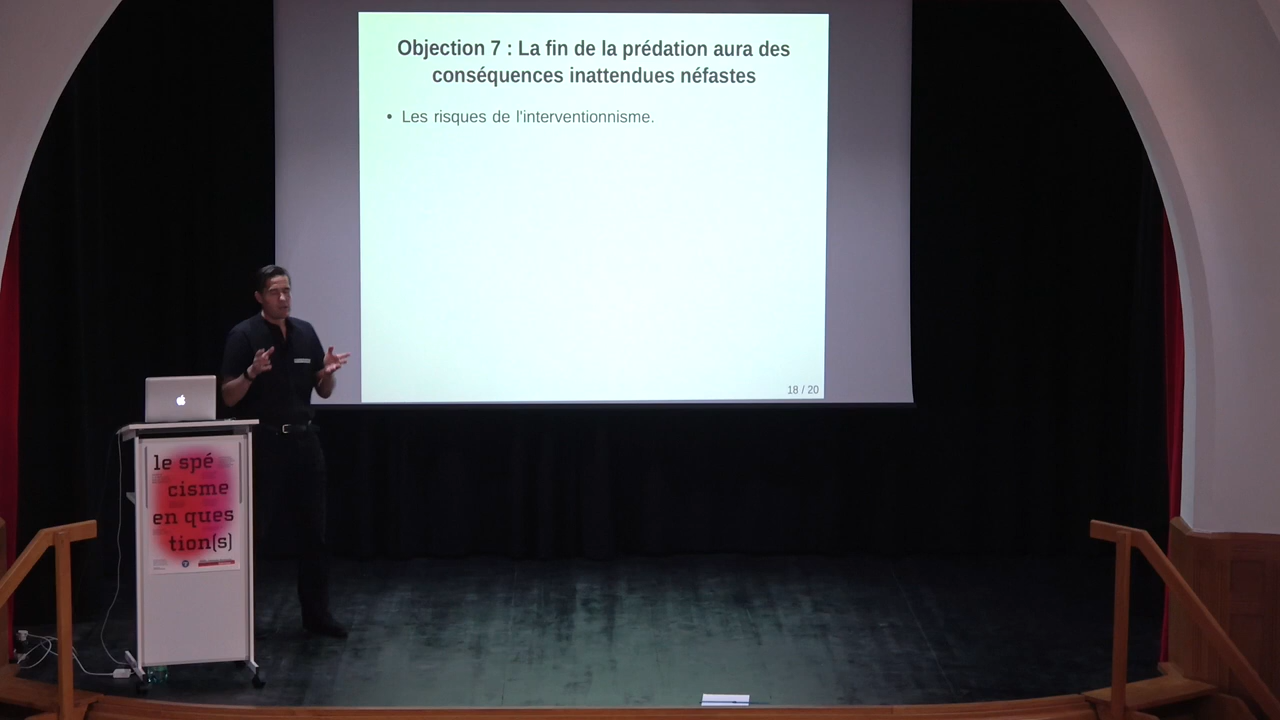 Objection 7 : La fin de la prédation aura des
conséquences inattendues néfastes
• Les risques de l'interventionnisme.
18 / 20
le spé
cisme
en ques
tion(s)